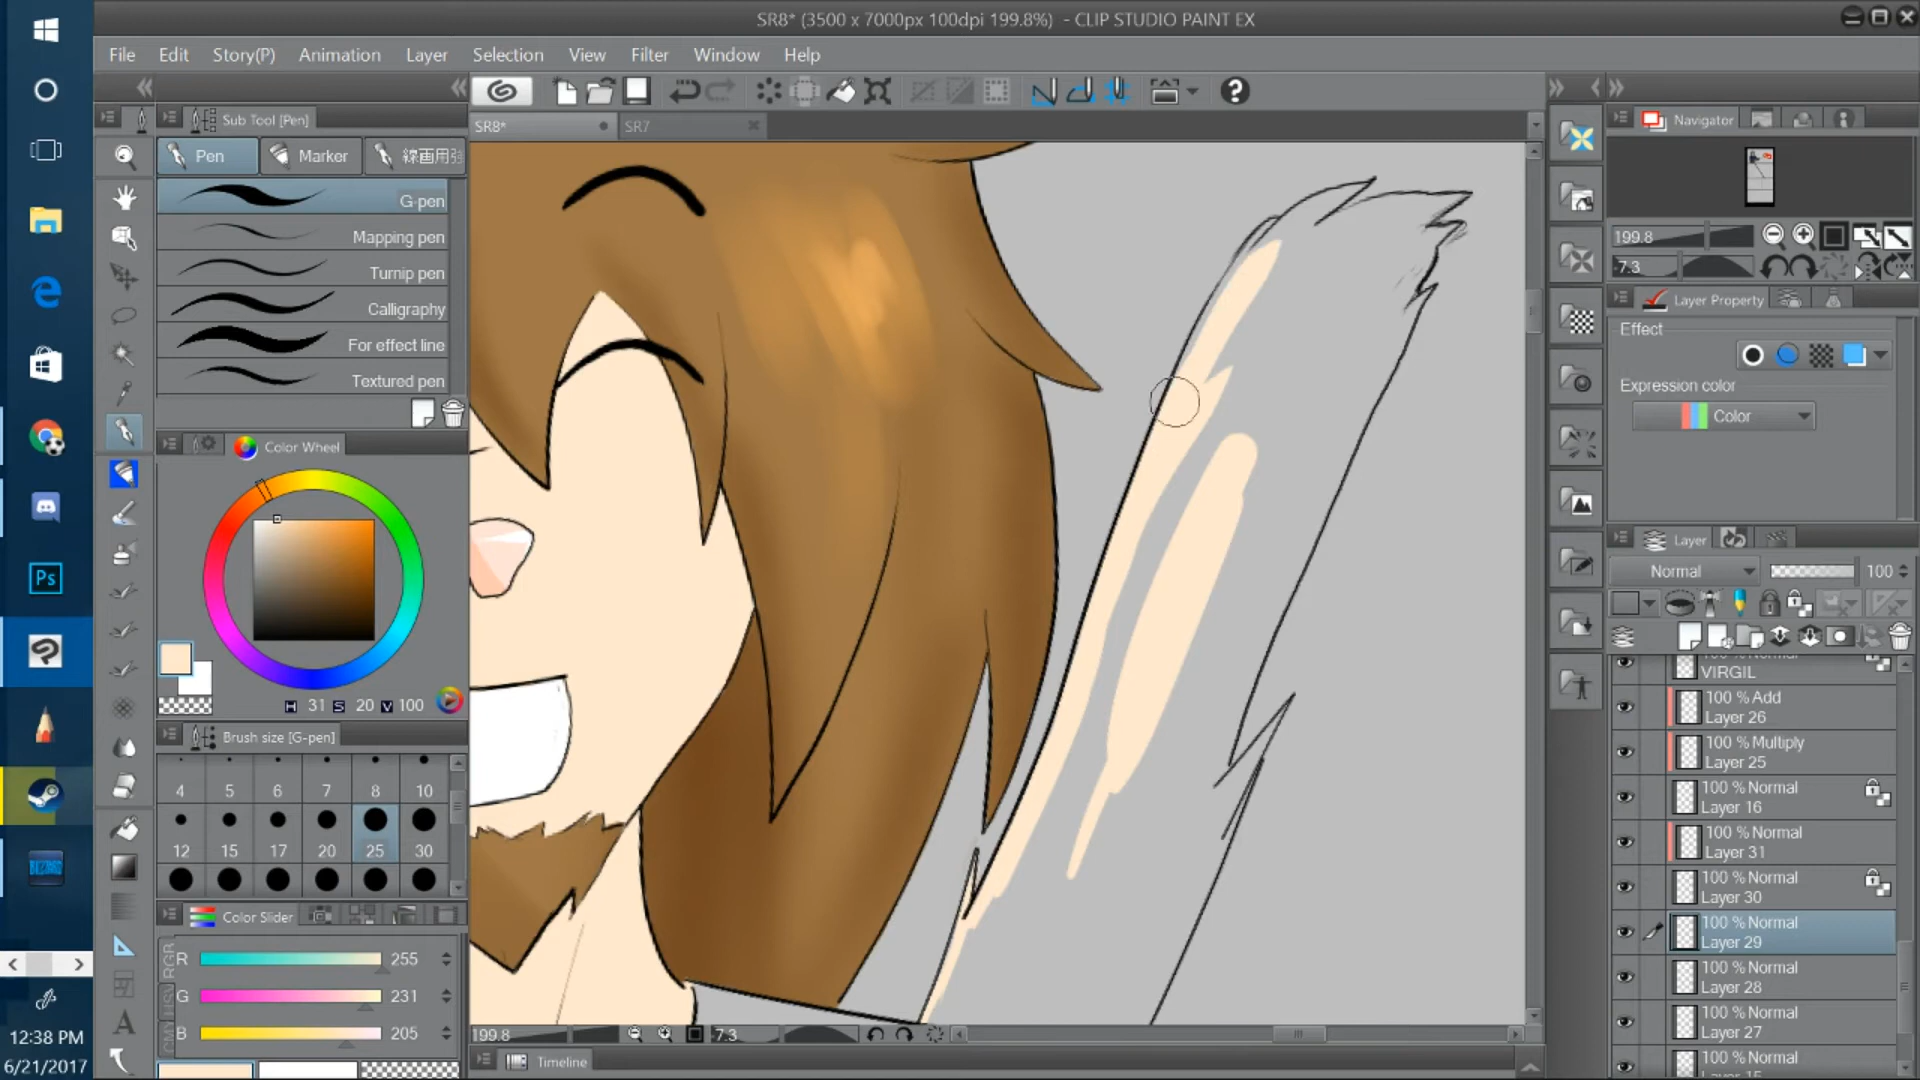 SR8* (3500 x 7000px 100dpi 199.8%) - CLIP STUDIO PAINT EX
File Edit Story(P) Animation Layer Selection View Filter Window Help
Sub Tool [Pen]
SR8*
SR7
Pen
Marker
線画用強
G-pen
Mapping pen
Turnip pen
Calligraphy
For effect line
Textured pen
Color Wheel
H 31 S 20 V 100
Brush size [G-pen]
4 5 6 7 8 10
12 15 17 20 25 30
Color Slider
RGB
R 255
G 231
B 205
199.8
-7.3
Timeline
Navigator
199.8
-7.3
Layer Property
Effect
Expression color
Color
Layer
Normal 100
VIRGIL
100 % Add
Layer 26
100 % Multiply
Layer 25
100 % Normal
Layer 16
100 % Normal
Layer 31
100 % Normal
Layer 30
100 % Normal
Layer 29
100 % Normal
Layer 28
100 % Normal
Layer 27
100 % Normal
Ps
BLIZZARD
12:38 PM
6/21/2017